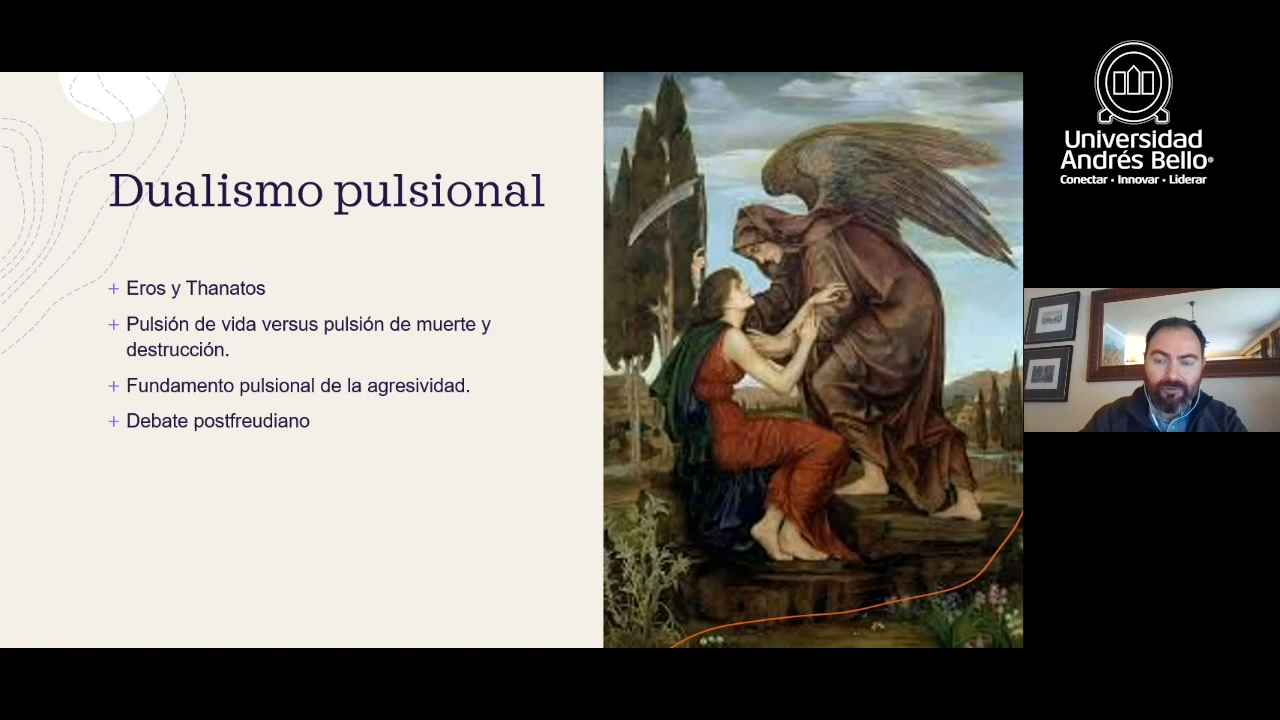 Dualismo pulsional
+ Eros y Thanatos
+ Pulsión de vida versus pulsión de muerte y
destrucción.
+ Fundamento pulsional de la agresividad.
+ Debate postfreudiano
Universidad
Andrés Bello®
Conectar • Innovar • Liderar